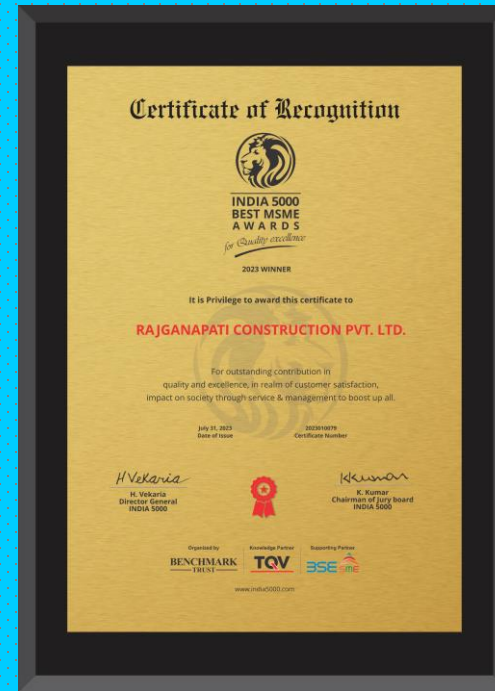 Certificate of Recognition
INDIA 5000
BEST MSME
AWARDS
for Quality excellence
2023 WINNER
It is Privilege to award this certificate to
RAJGANAPATI CONSTRUCTION PVT. LTD.
For outstanding contribution in
quality and excellence, in realm of customer satisfaction,
impact on society through service & management to boost up all.
July 31, 2023
Date of Issue
2023010079
Certificate Number
H Vekaria
H. Vekaria
Director General
INDIA 5000
KKumar
K. Kumar
Chairman of Jury board
INDIA 5000
Organized by
BENCHMARK
TRUST
Knowledge Partner
TQV
Supporting Partner
BSE SME
www.india5000.com